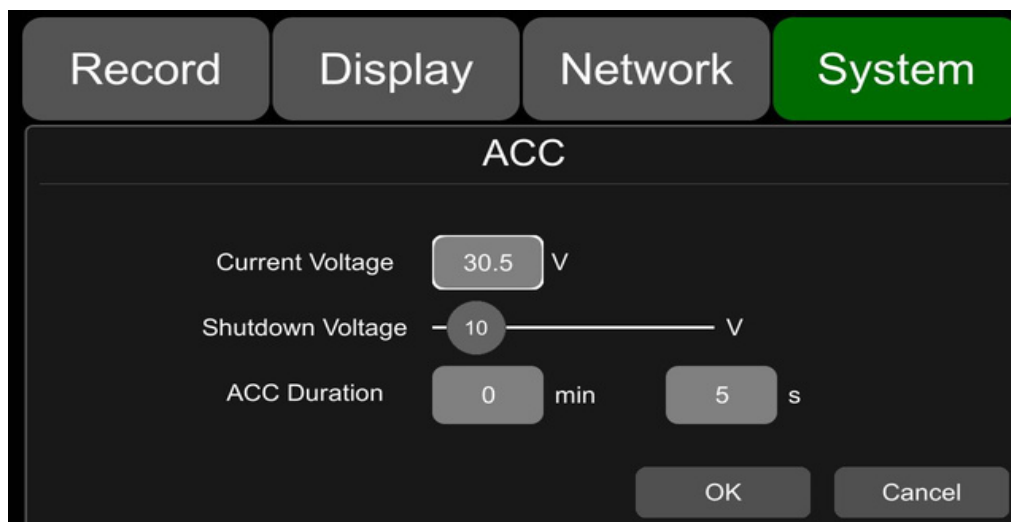 Record Display Network System
ACC
Current Voltage 30.5 V
Shutdown Voltage 10 V
ACC Duration 0 min 5 s
OK Cancel